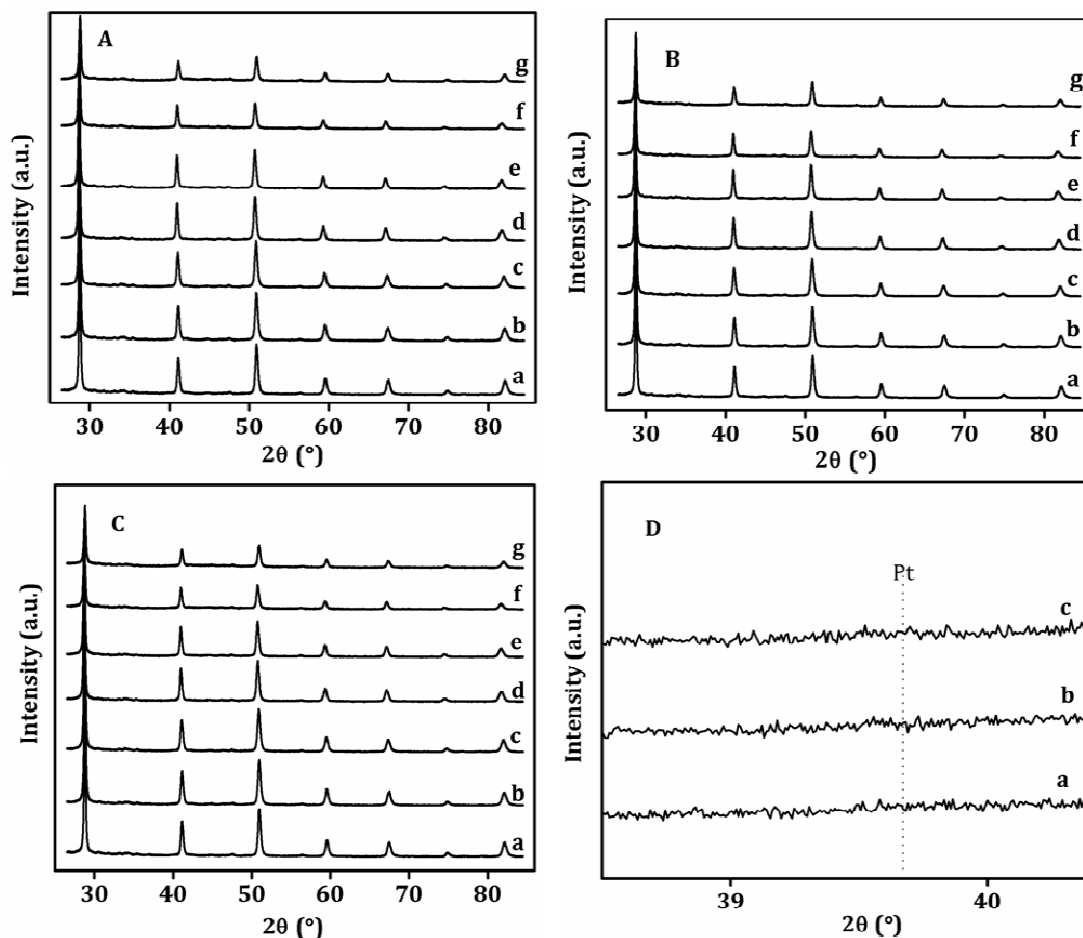 A
g
f
e
d
c
b
a
Intensity (a.u.)
30 40 50 60 70 80
2θ (°)
B
g
f
e
d
c
b
a
Intensity (a.u.)
30 40 50 60 70 80
2θ (°)
C
g
f
e
d
c
b
a
Intensity (a.u.)
30 40 50 60 70 80
2θ (°)
D
Pt
c
b
a
Intensity (a.u.)
39 40
2θ (°)